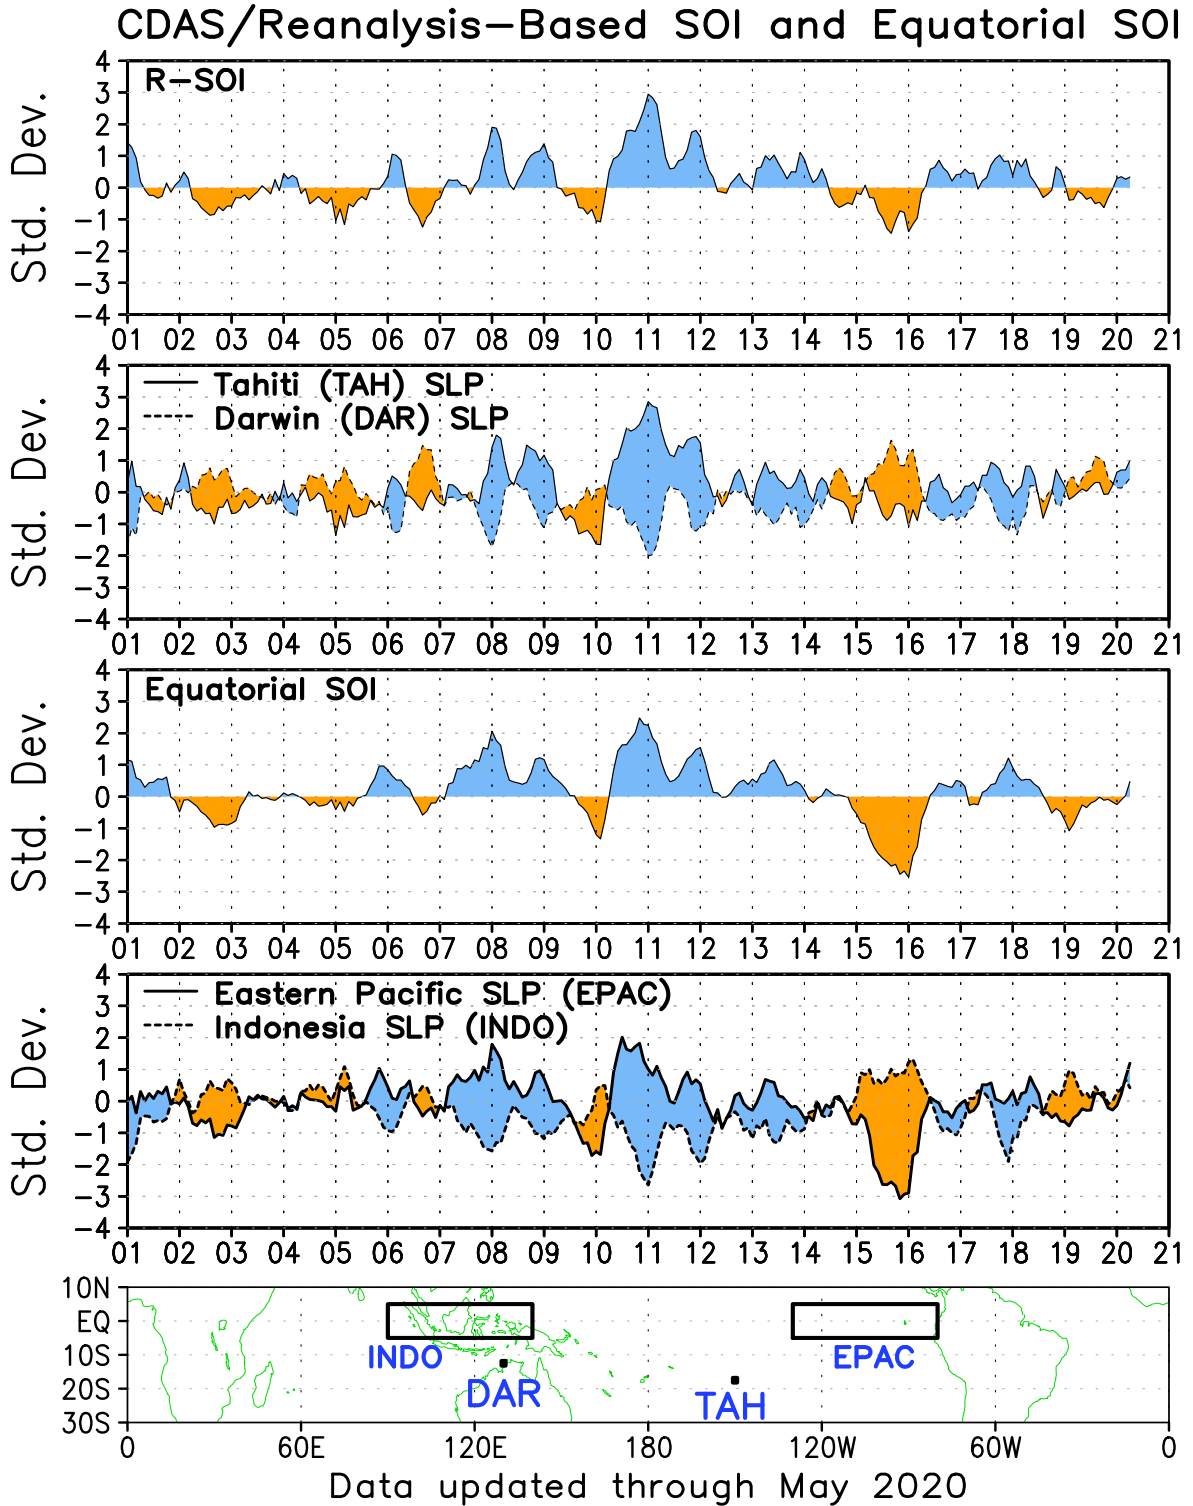 CDAS/Reanalysis-Based SOI and Equatorial SOI
R-SOI
Std. Dev.
4
3
2
1
0
-1
-2
-3
-4
01 02 03 04 05 06 07 08 09 10 11 12 13 14 15 16 17 18 19 20 21
Tahiti (TAH) SLP
Darwin (DAR) SLP
Std. Dev.
4
3
2
1
0
-1
-2
-3
-4
01 02 03 04 05 06 07 08 09 10 11 12 13 14 15 16 17 18 19 20 21
Equatorial SOI
Std. Dev.
4
3
2
1
0
-1
-2
-3
-4
01 02 03 04 05 06 07 08 09 10 11 12 13 14 15 16 17 18 19 20 21
Eastern Pacific SLP (EPAC)
Indonesia SLP (INDO)
Std. Dev.
4
3
2
1
0
-1
-2
-3
-4
01 02 03 04 05 06 07 08 09 10 11 12 13 14 15 16 17 18 19 20 21
10N
EQ
10S
20S
30S
INDO EPAC
DAR TAH
0 60E 120E 180 120W 60W 0
Data updated through May 2020